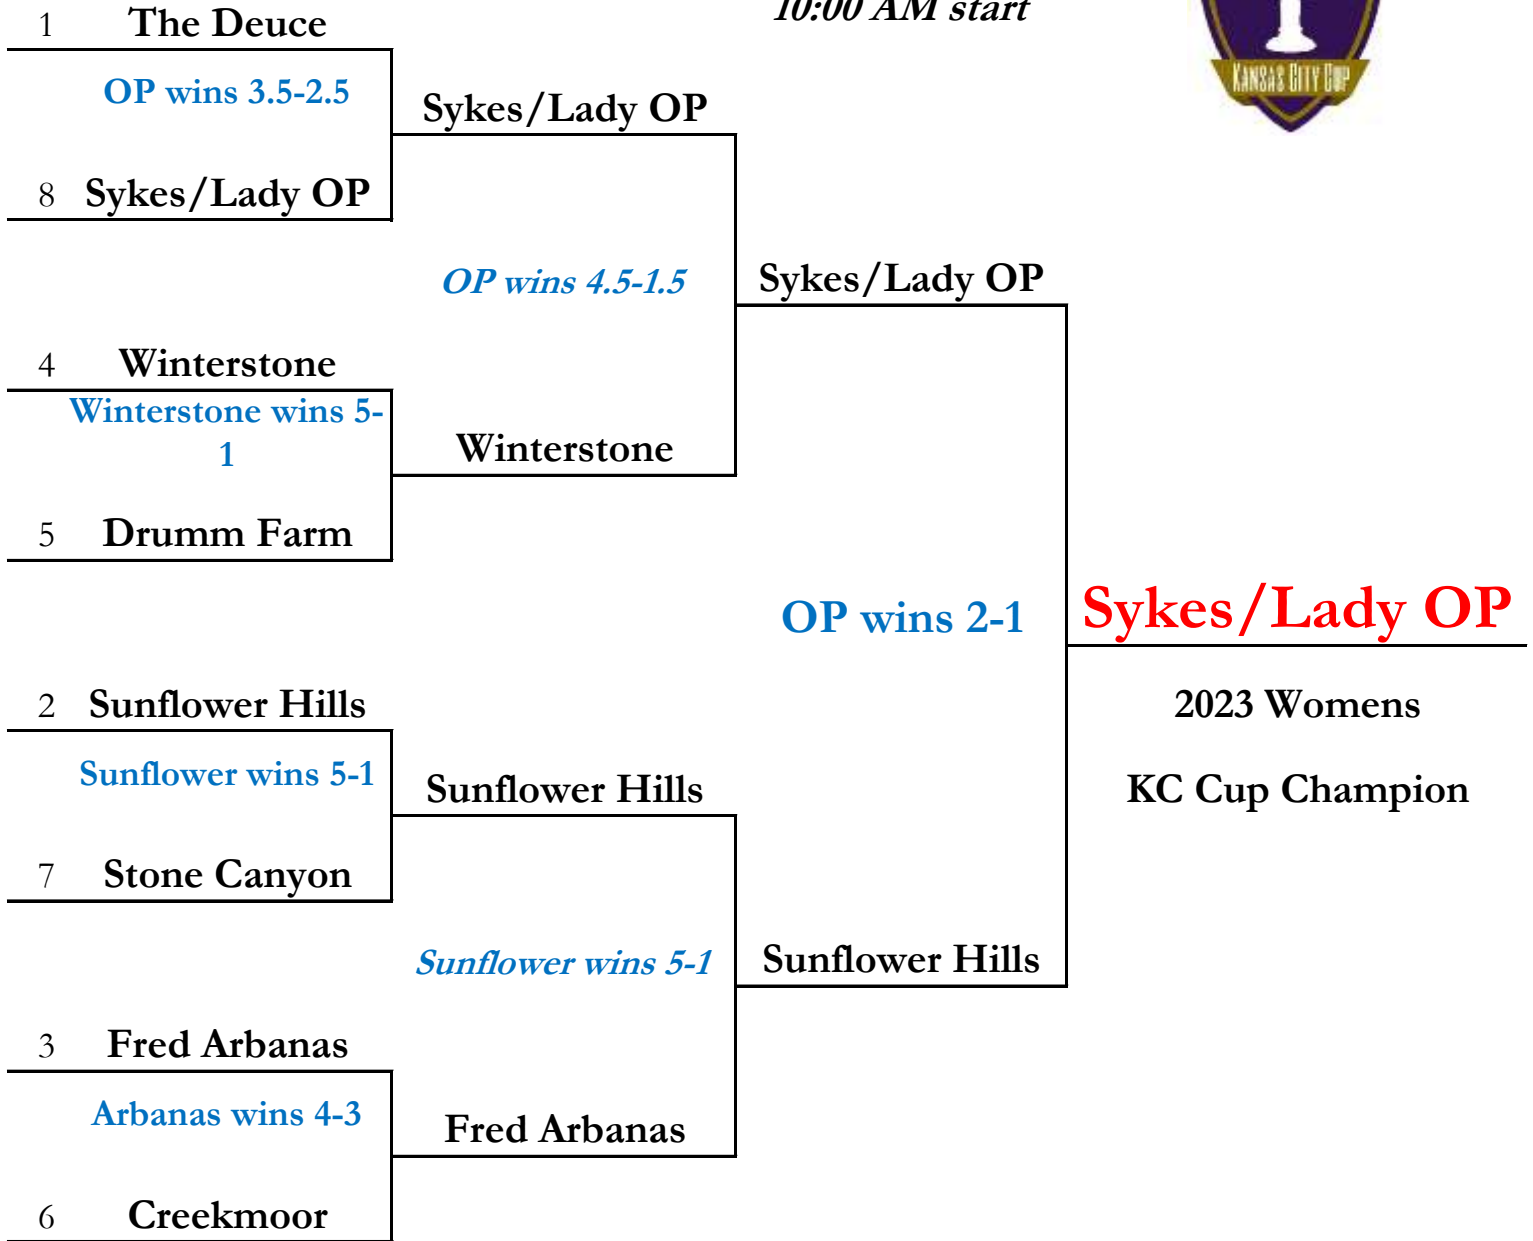 10:00 AM start
KANSAS CITY CUP
1 The Deuce
OP wins 3.5-2.5
Sykes/Lady OP
8 Sykes/Lady OP
OP wins 4.5-1.5
Sykes/Lady OP
4 Winterstone
Winterstone wins 5-
1
Winterstone
5 Drumm Farm
OP wins 2-1
Sykes/Lady OP
2023 Womens
KC Cup Champion
2 Sunflower Hills
Sunflower wins 5-1
Sunflower Hills
7 Stone Canyon
Sunflower wins 5-1
Sunflower Hills
3 Fred Arbanas
Arbanas wins 4-3
Fred Arbanas
6 Creekmoor